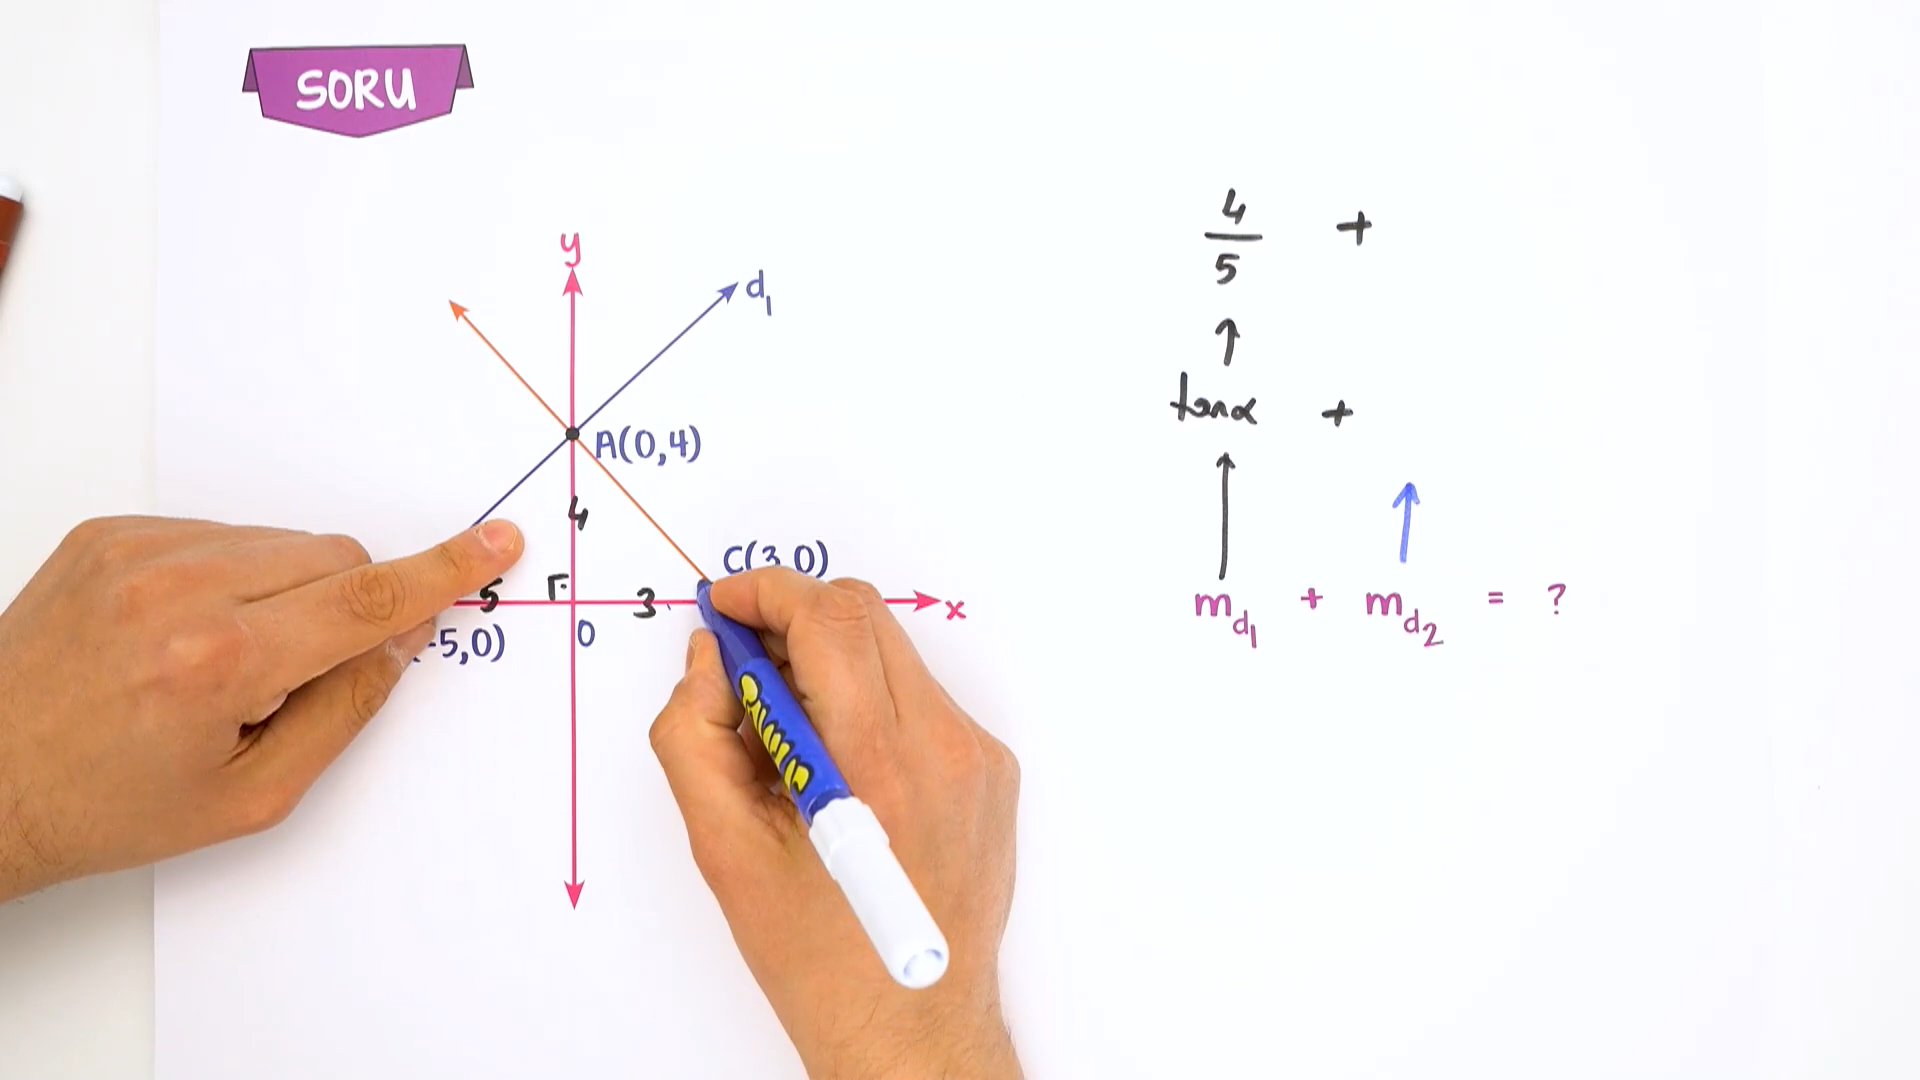 SORU
y
d1
A(0,4)
4
C(3,0)
5
3
x
-5,0)
0
4/5 +
tanα +
md1 + md2 = ?